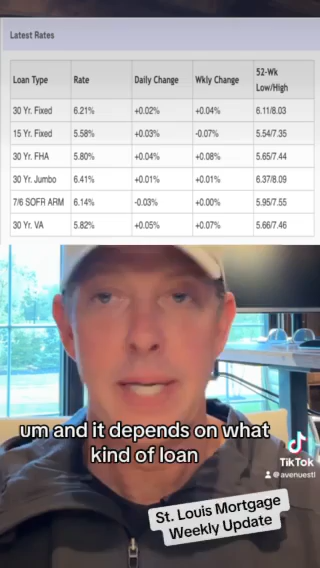 Latest Rates
Loan Type Rate Daily Change Wkly Change 52-Wk Low/High
30 Yr. Fixed 6.21% +0.02% +0.04% 6.11/8.03
15 Yr. Fixed 5.58% +0.03% -0.07% 5.54/7.35
30 Yr. FHA 5.80% +0.04% +0.08% 5.65/7.44
30 Yr. Jumbo 6.41% +0.01% +0.01% 6.37/8.09
7/6 SOFR ARM 6.14% -0.03% +0.00% 5.95/7.55
30 Yr. VA 5.82% +0.05% +0.07% 5.66/7.46
um and it depends on what
kind of loan
TikTok
@avenuestl
St. Louis Mortgage
Weekly Update